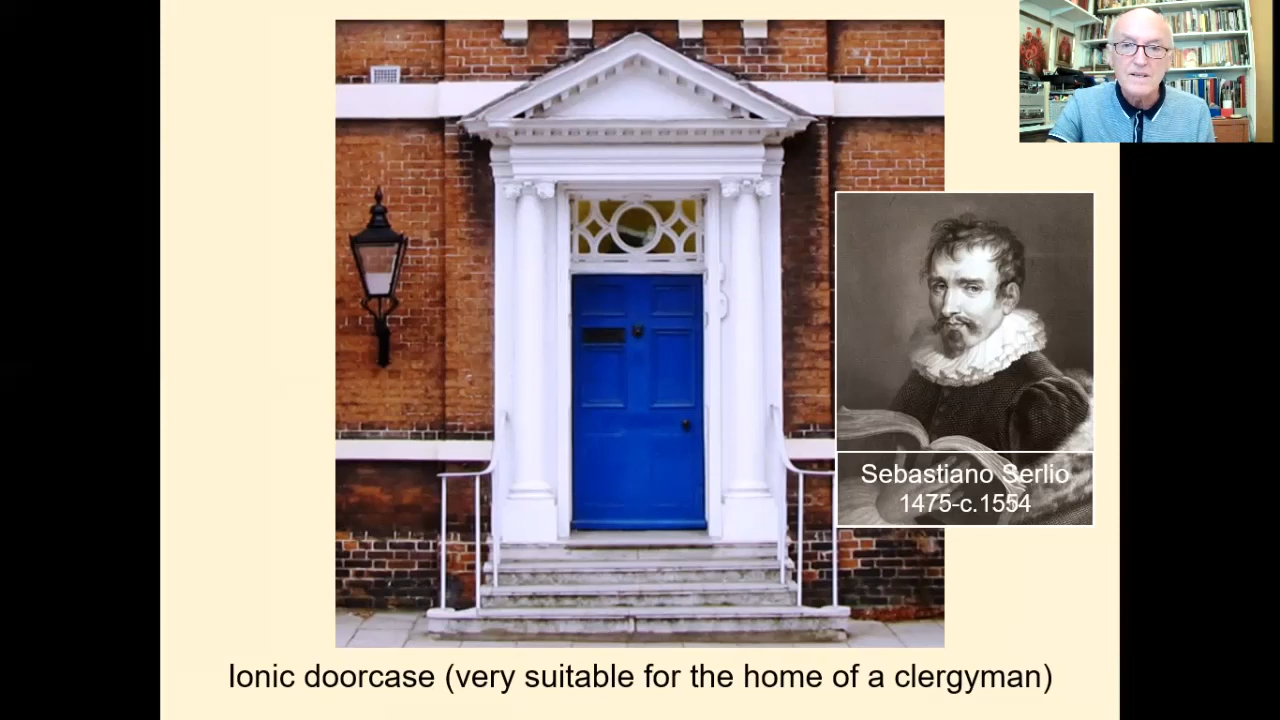 Sebastiano Serlio
1475-c.1554
Ionic doorcase (very suitable for the home of a clergyman)